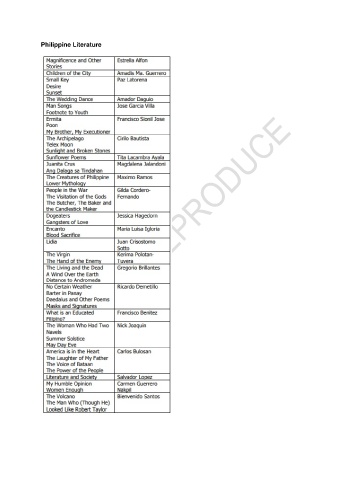 Philippine Literature
Magnificence and Other Estrella Alfon
Stories
Children of the City Amadis Ma. Guerrero
Small Key Paz Latorena
Desire
Sunset
The Wedding Dance Amador Daguio
Man Songs Jose Garcia Villa
Footnote to Youth
Ermita Francisco Sionil Jose
Poon
My Brother, My Executioner
The Archipelago Cirilo Bautista
Telex Moon
Sunlight and Broken Stones
Sunflower Poems Tita Lacambra Ayala
Juanita Cruz Magdalena Jalandoni
Ang Dalaga sa Tindahan
The Creatures of Philippine Maximo Ramos
Lower Mythology
People in the War Gilda Cordero-
The Visitation of the Gods Fernando
The Butcher, The Baker and
the Candlestick Maker
Dogeaters Jessica Hagedorn
Gangsters of Love
Encanto Maria Luisa Igloria
Blood Sacrifice
Lidia Juan Crisostomo
Sotto
The Virgin Kerima Polotan-
The Hand of the Enemy Tuvera
The Living and the Dead Gregorio Brillantes
A Wind Over the Earth
Distance to Andromeda
No Certain Weather Ricardo Demetillo
Barter in Panay
Daedalus and Other Poems
Masks and Signatures
What is an Educated Francisco Benitez
Filipino?
The Woman Who Had Two Nick Joaquin
Navels
Summer Solstice
May Day Eve
America is in the Heart Carlos Bulosan
The Laughter of My Father
The Voice of Bataan
The Power of the People
Literature and Society Salvador Lopez
My Humble Opinion Carmen Guerrero
Women Enough Nakpil
The Volcano Bienvenido Santos
The Man Who (Though He)
Looked Like Robert Taylor